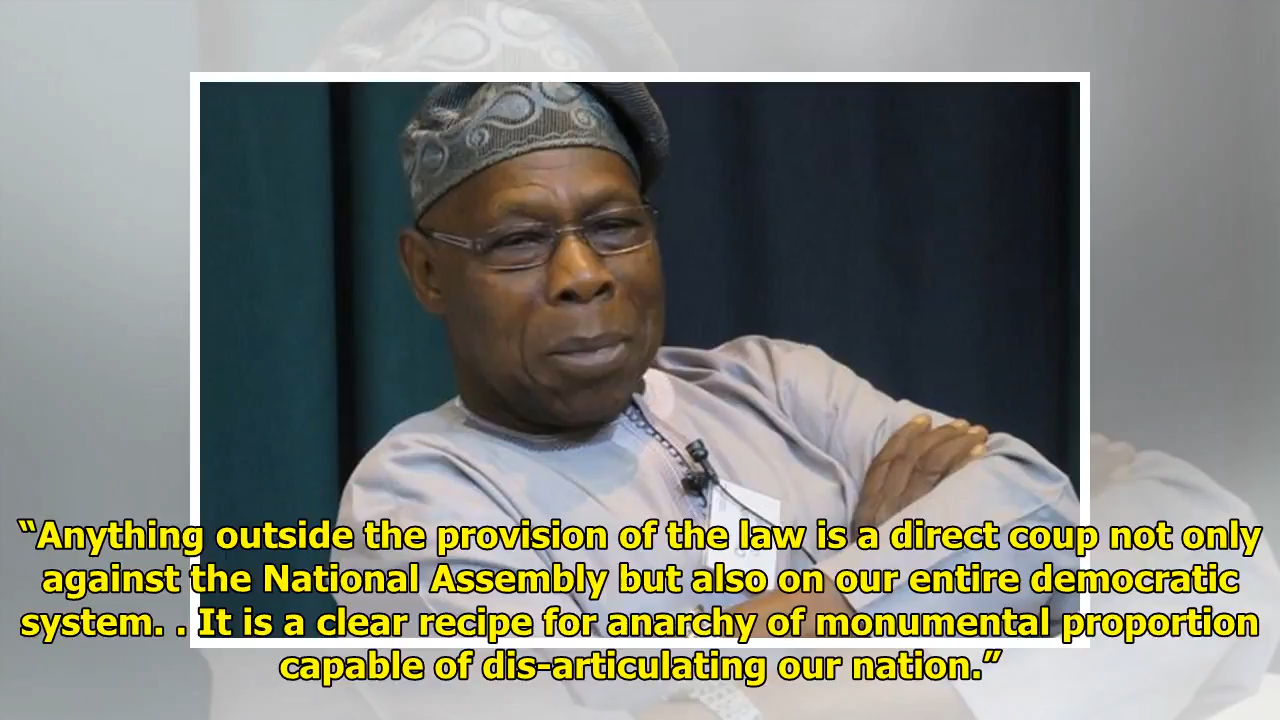 “Anything outside the provision of the law is a direct coup not only
against the National Assembly but also on our entire democratic
system. . It is a clear recipe for anarchy of monumental proportion
capable of dis-articulating our nation.”